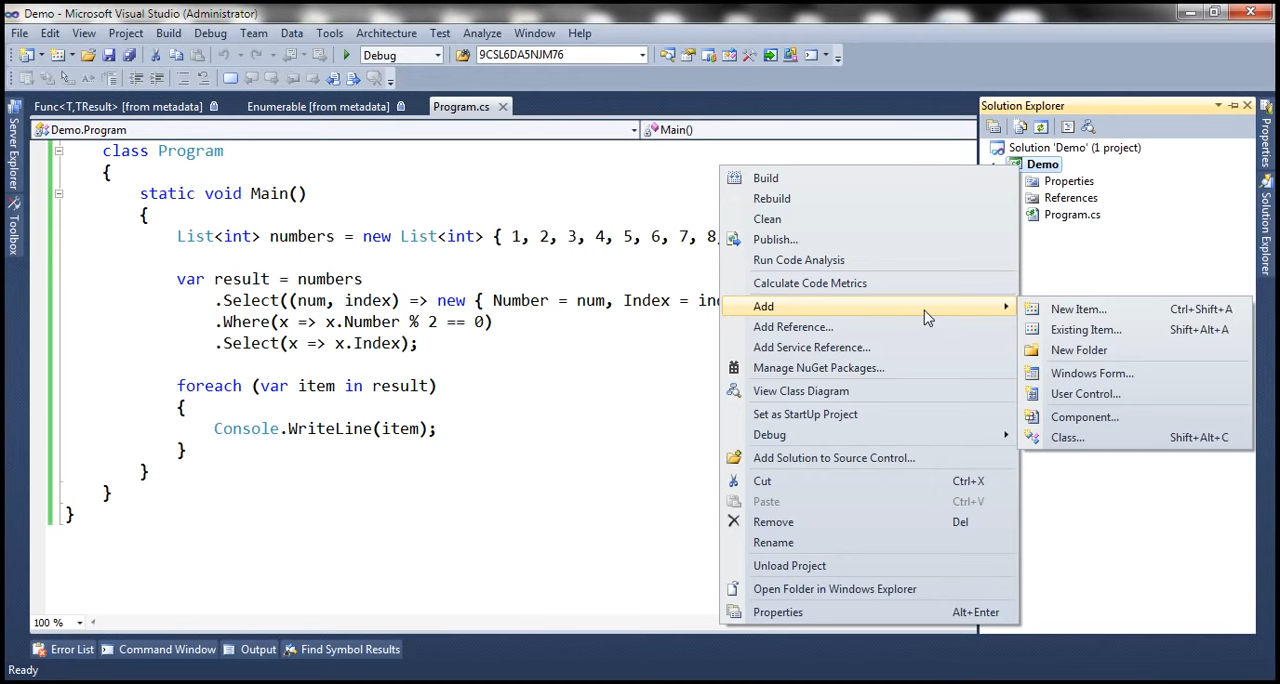 Demo - Microsoft Visual Studio (Administrator)
File Edit View Project Build Debug Team Data Tools Architecture Test Analyze Window Help
Debug 9CSL6DA5NJM76
Func<T,TResult> [from metadata] Enumerable [from metadata] Program.cs
Demo.Program Main()
class Program
{
static void Main()
{
List<int> numbers = new List<int> { 1, 2, 3, 4, 5, 6, 7, 8,
var result = numbers
.Select((num, index) => new { Number = num, Index = ind
.Where(x => x.Number % 2 == 0)
.Select(x => x.Index);
foreach (var item in result)
{
Console.WriteLine(item);
}
}
}
}
100 %
Build
Rebuild
Clean
Publish...
Run Code Analysis
Calculate Code Metrics
Add
Add Reference...
Add Service Reference...
Manage NuGet Packages...
View Class Diagram
Set as StartUp Project
Debug
Add Solution to Source Control...
Cut Ctrl+X
Paste Ctrl+V
Remove Del
Rename
Unload Project
Open Folder in Windows Explorer
Properties Alt+Enter
New Item... Ctrl+Shift+A
Existing Item... Shift+Alt+A
New Folder
Windows Form...
User Control...
Component...
Class... Shift+Alt+C
Solution Explorer
Solution 'Demo' (1 project)
Demo
Properties
References
Program.cs
Server Explorer
Toolbox
Properties
Solution Explorer
Error List Command Window Output Find Symbol Results
Ready